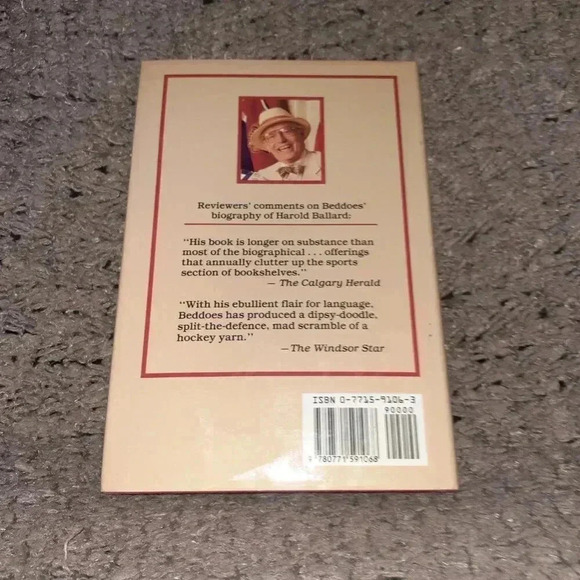 Reviewers' comments on Beddoes'
biography of Harold Ballard:
"His book is longer on substance than
most of the biographical . . . offerings
that annually clutter up the sports
section of bookshelves."
— The Calgary Herald
"With his ebullient flair for language,
Beddoes has produced a dipsy-doodle,
split-the-defence, mad scramble of a
hockey yarn."
—The Windsor Star
ISBN 0-7715-9106-3
90000
9 780771 591068